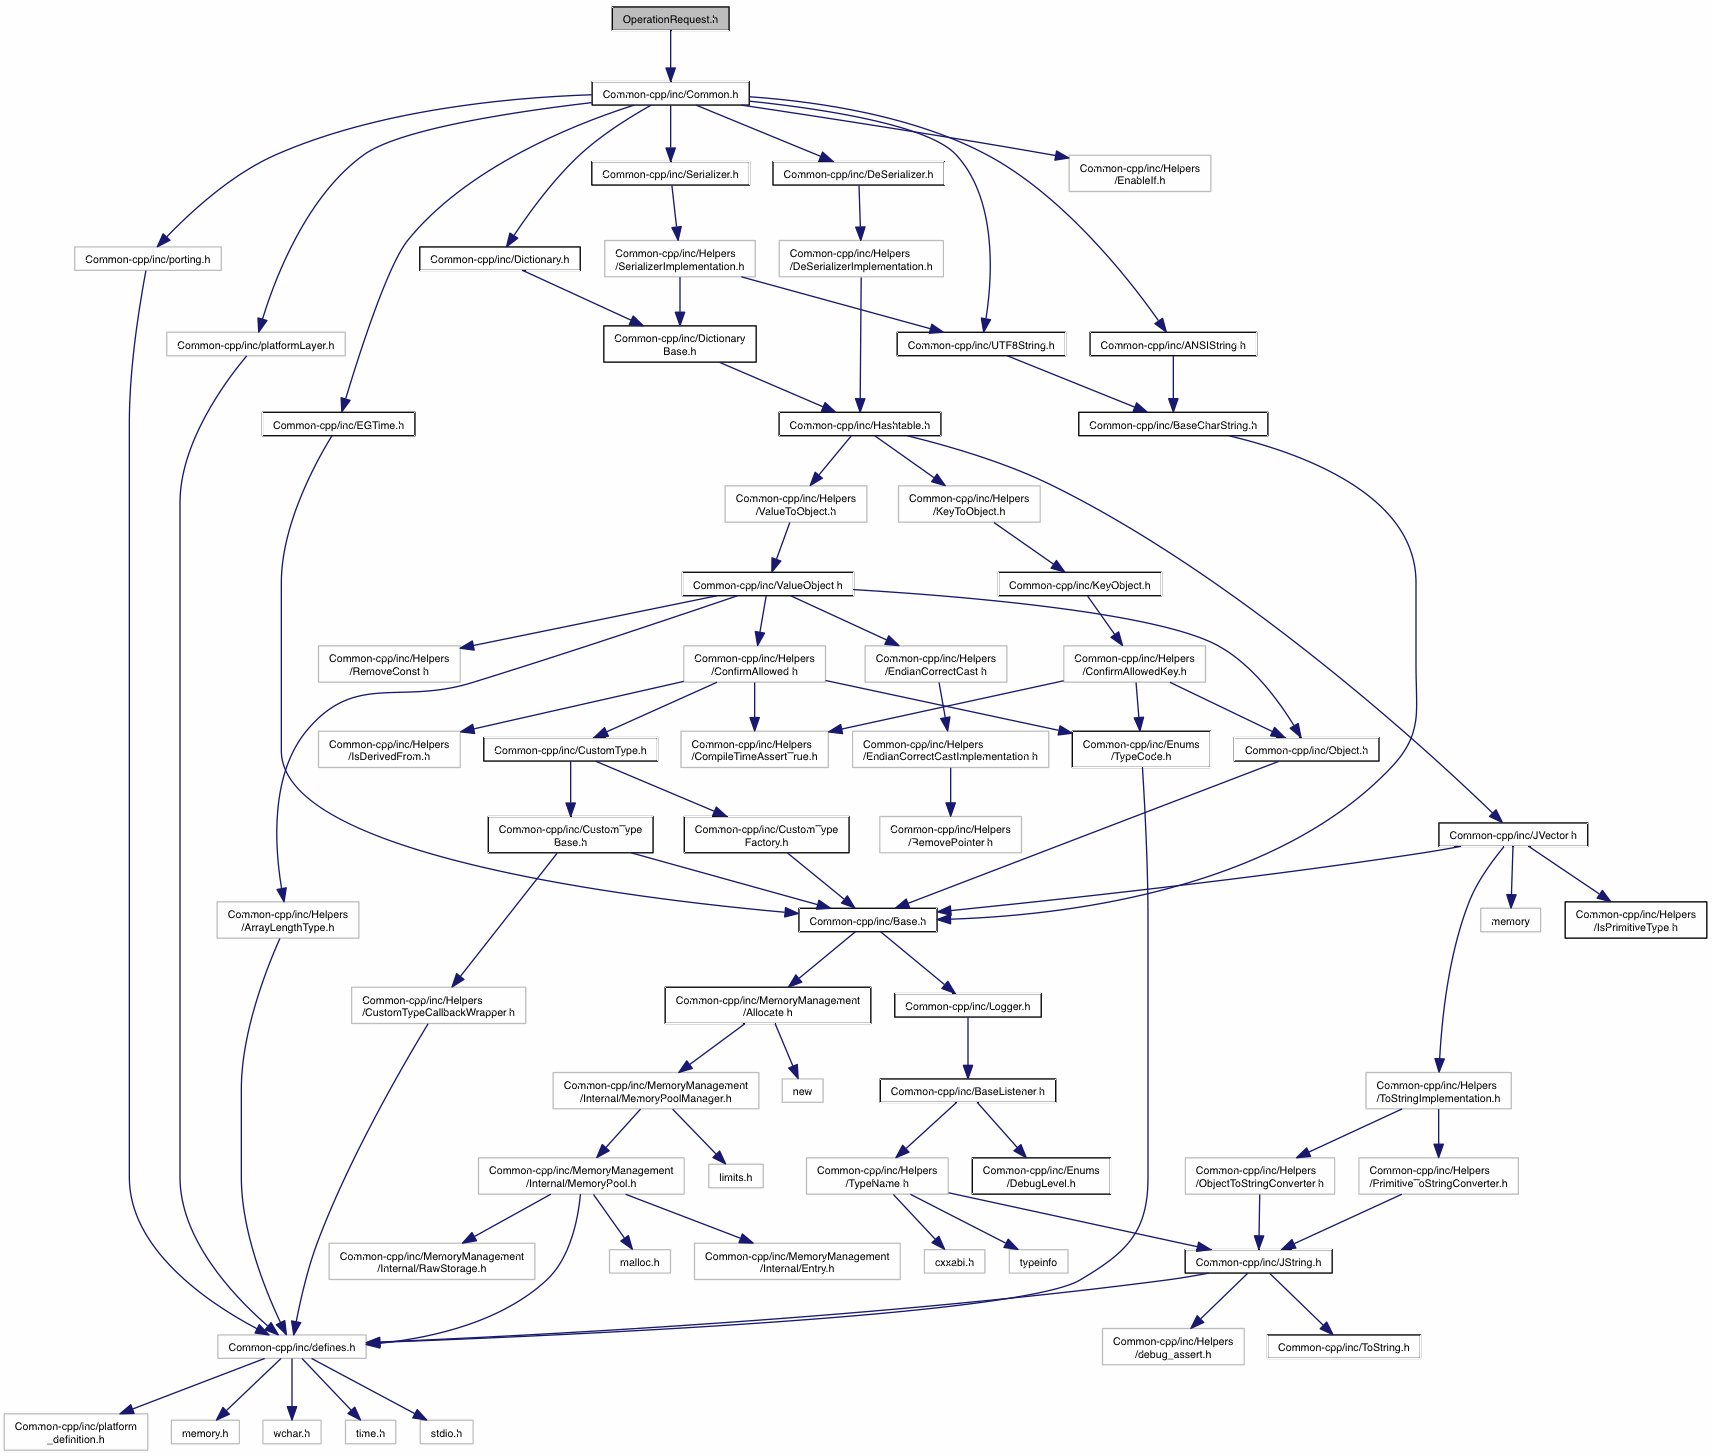 OperationRequest.h
Common-cpp/inc/Common.h
Common-cpp/inc/Helpers
/EnableIf.h
Common-cpp/inc/Serializer.h
Common-cpp/inc/DeSerializer.h
Common-cpp/inc/porting.h
Common-cpp/inc/Dictionary.h
Common-cpp/inc/Helpers
/SerializerImplementation.h
Common-cpp/inc/Helpers
/DeSerializerImplementation.h
Common-cpp/inc/platformLayer.h
Common-cpp/inc/Dictionary
Base.h
Common-cpp/inc/UTF8String.h
Common-cpp/inc/ANSIString.h
Common-cpp/inc/EGTime.h
Common-cpp/inc/Hashtable.h
Common-cpp/inc/BaseCharString.h
Common-cpp/inc/Helpers
/ValueToObject.h
Common-cpp/inc/Helpers
/KeyToObject.h
Common-cpp/inc/ValueObject.h
Common-cpp/inc/KeyObject.h
Common-cpp/inc/Helpers
/RemoveConst.h
Common-cpp/inc/Helpers
/ConfirmAllowed.h
Common-cpp/inc/Helpers
/EndianCorrectCast.h
Common-cpp/inc/Helpers
/ConfirmAllowedKey.h
Common-cpp/inc/Helpers
/IsDerivedFrom.h
Common-cpp/inc/CustomType.h
Common-cpp/inc/Helpers
/CompileTimeAssertTrue.h
Common-cpp/inc/Helpers
/EndianCorrectCastImplementation.h
Common-cpp/inc/Enums
/TypeCode.h
Common-cpp/inc/Object.h
Common-cpp/inc/CustomType
Base.h
Common-cpp/inc/CustomType
Factory.h
Common-cpp/inc/Helpers
/RemovePointer.h
Common-cpp/inc/JVector.h
Common-cpp/inc/Helpers
/ArrayLengthType.h
Common-cpp/inc/Base.h
memory
Common-cpp/inc/Helpers
/IsPrimitiveType.h
Common-cpp/inc/Helpers
/CustomTypeCallbackWrapper.h
Common-cpp/inc/MemoryManagement
/Allocate.h
Common-cpp/inc/Logger.h
Common-cpp/inc/MemoryManagement
/Internal/MemoryPoolManager.h
new
Common-cpp/inc/BaseListener.h
Common-cpp/inc/Helpers
/ToStringImplementation.h
Common-cpp/inc/MemoryManagement
/Internal/MemoryPool.h
limits.h
Common-cpp/inc/Helpers
/TypeName.h
Common-cpp/inc/Enums
/DebugLevel.h
Common-cpp/inc/Helpers
/ObjectToStringConverter.h
Common-cpp/inc/Helpers
/PrimitiveToStringConverter.h
Common-cpp/inc/MemoryManagement
/Internal/RawStorage.h
malloc.h
Common-cpp/inc/MemoryManagement
/Internal/Entry.h
cxxabi.h
typeinfo
Common-cpp/inc/JString.h
Common-cpp/inc/defines.h
Common-cpp/inc/Helpers
/debug_assert.h
Common-cpp/inc/ToString.h
Common-cpp/inc/platform
_definition.h
memory.h
wchar.h
time.h
stdio.h